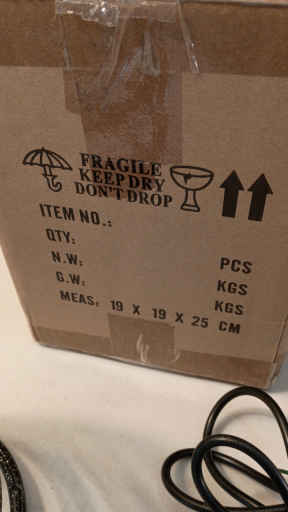 FRAGILE
KEEP DRY
DON'T DROP
ITEM NO.:
QTY: PCS
N.W: KGS
G.W: KGS
MEAS: 19 X 19 X 25 CM